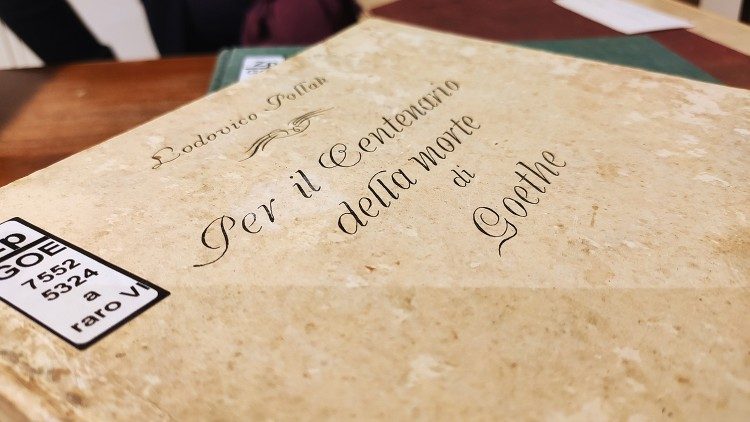 Lodovico Pollak
Per il Centenario
della morte
di
Goethe
GOE
7552
5324
a
raro VI